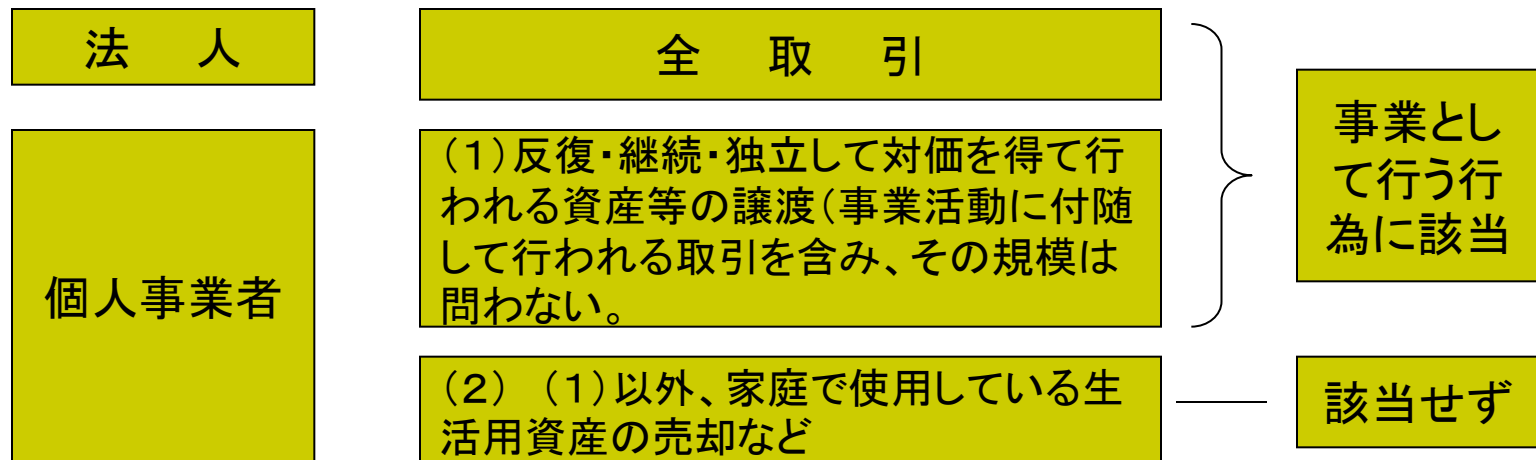 法　人
全　取　引
個人事業者
(1)反復・継続・独立して対価を得て行
われる資産等の譲渡(事業活動に付随
して行われる取引を含み、その規模は
問わない。
事業とし
て行う行
為に該当
(2) (1)以外、家庭で使用している生
活用資産の売却など
該当せず